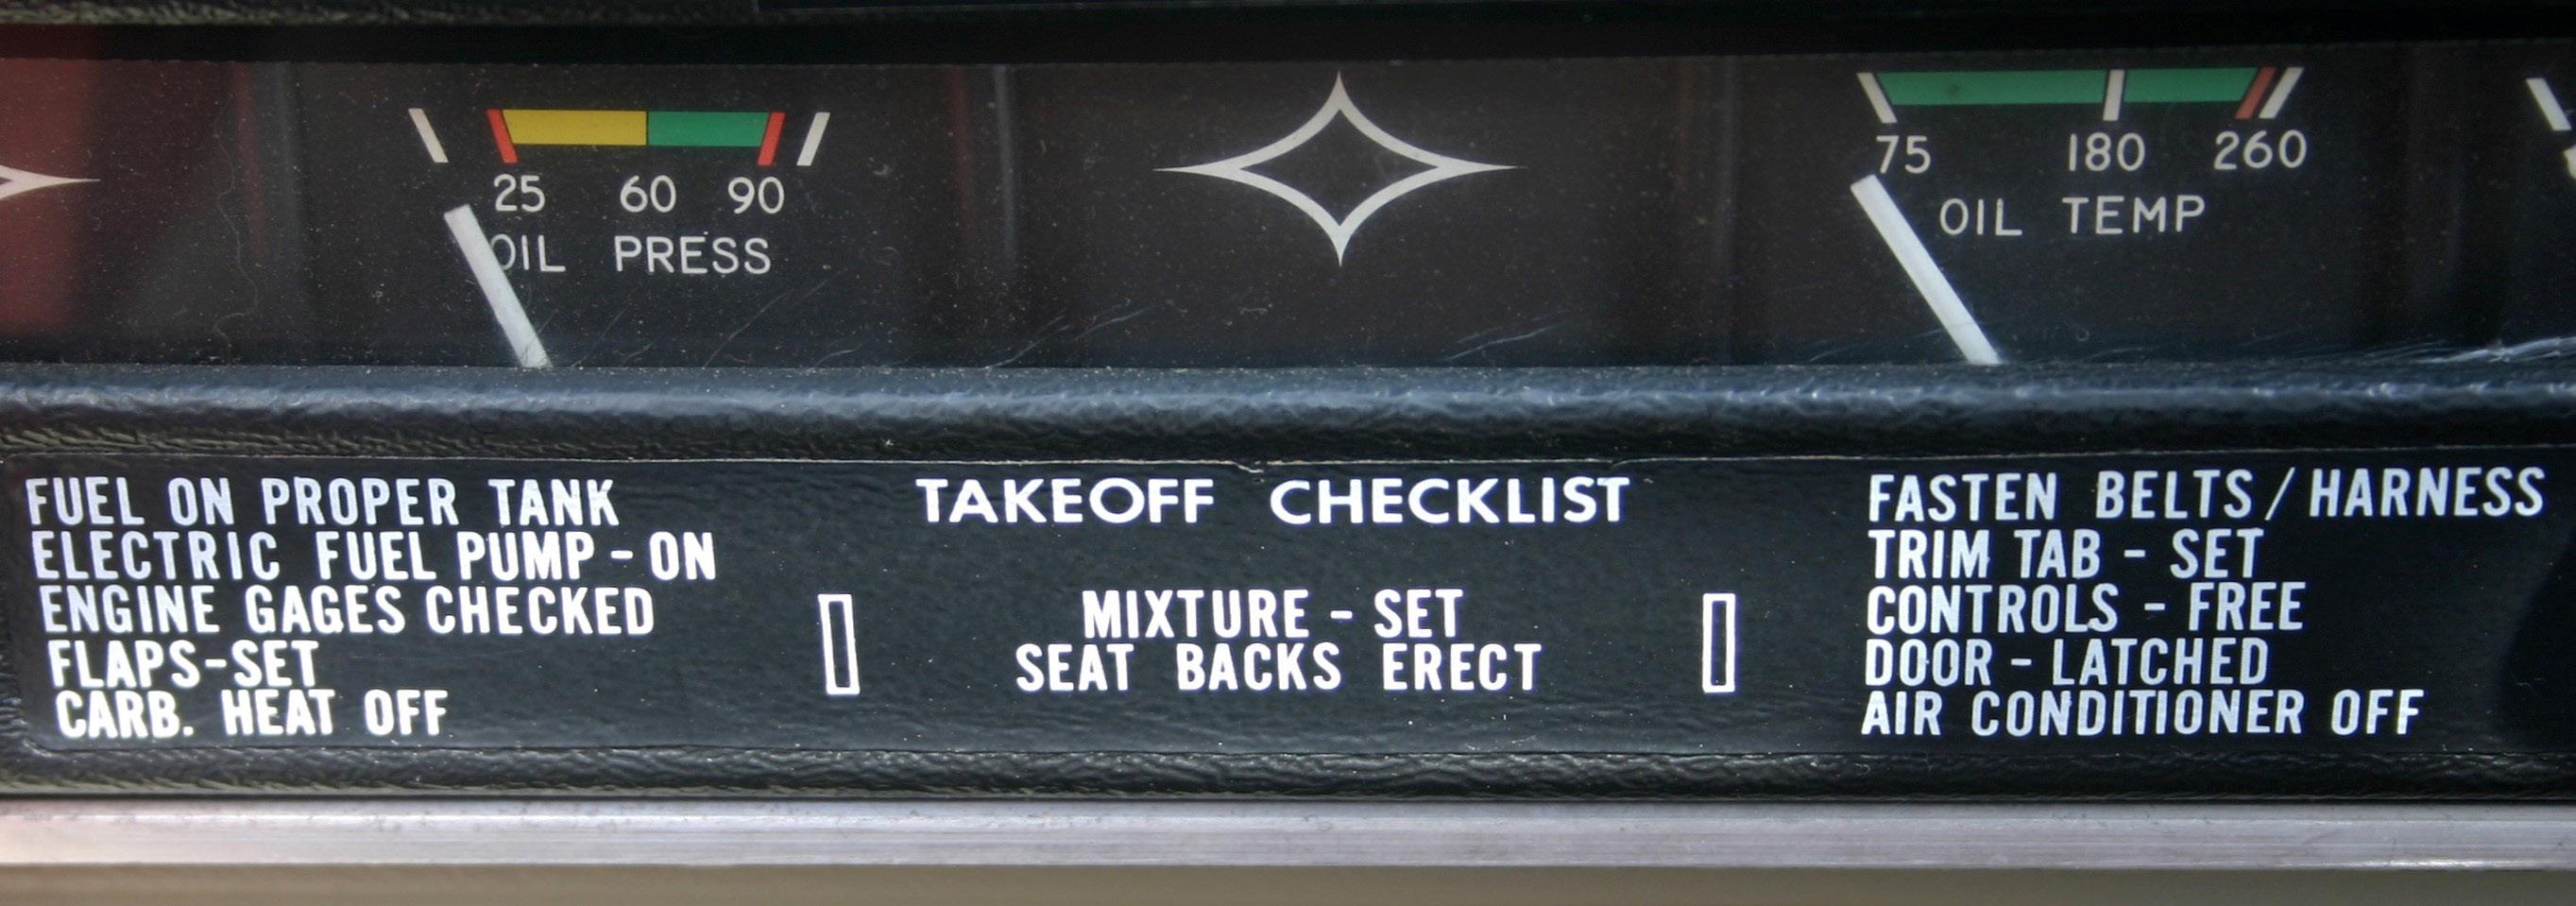 25 60 90
OIL PRESS
75 180 260
OIL TEMP
FUEL ON PROPER TANK
ELECTRIC FUEL PUMP - ON
ENGINE GAGES CHECKED
FLAPS-SET
CARB. HEAT OFF
TAKEOFF CHECKLIST
MIXTURE - SET
SEAT BACKS ERECT
FASTEN BELTS / HARNESS
TRIM TAB - SET
CONTROLS - FREE
DOOR - LATCHED
AIR CONDITIONER OFF